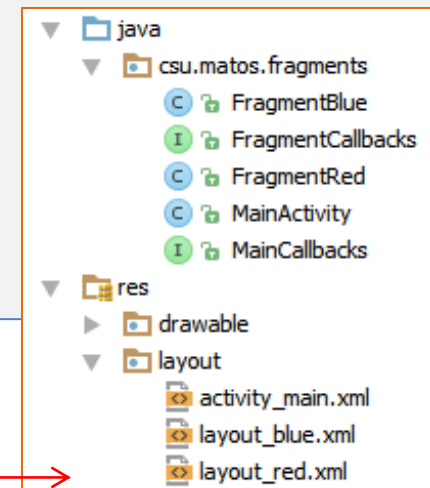 java
csu.matos.fragments
C FragmentBlue
I FragmentCallbacks
C FragmentRed
C MainActivity
I MainCallbacks
res
drawable
layout
activity_main.xml
layout_blue.xml
layout_red.xml